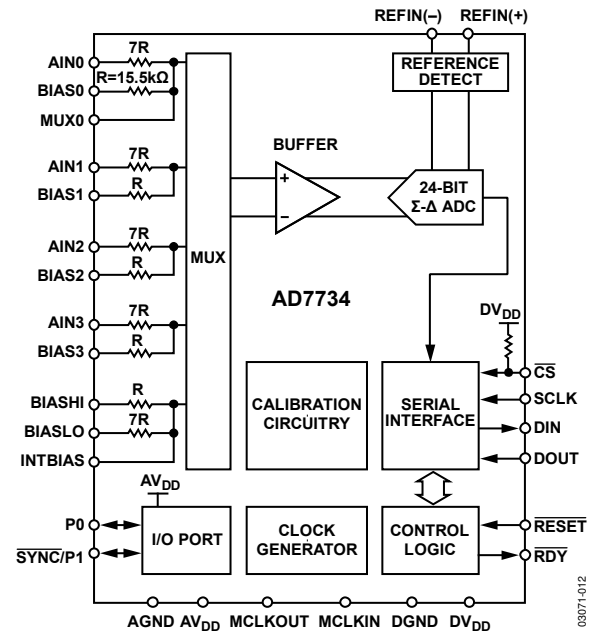 REFIN(–) REFIN(+)
AIN0
7R
R=15.5kΩ
BIAS0
MUX0
REFERENCE
DETECT
BUFFER
AIN1
7R
BIAS1
R
+
–
24-BIT
Σ-Δ ADC
AIN2
7R
BIAS2
R
MUX
AD7734
AIN3
7R
BIAS3
R
DVDD
BIASHI
R
BIASLO
7R
INTBIAS
CALIBRATION
CIRCUITRY
SERIAL
INTERFACE
CS
SCLK
DIN
DOUT
AVDD
P0
SYNC/P1
I/O PORT
CLOCK
GENERATOR
CONTROL
LOGIC
RESET
RDY
AGND AVDD MCLKOUT MCLKIN DGND DVDD
03071-012